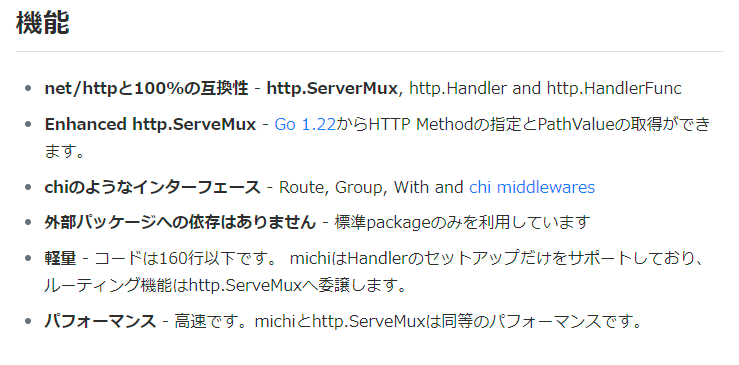 機能
net/httpと100%の互換性 - http.ServerMux, http.Handler and http.HandlerFunc
Enhanced http.ServeMux - Go 1.22からHTTP Methodの指定とPathValueの取得ができ
ます。
chiのようなインターフェース - Route, Group, With and chi middlewares
外部パッケージへの依存はありません - 標準packageのみを利用しています
軽量 - コードは160行以下です。 michiはHandlerのセットアップだけをサポートしており、
ルーティング機能はhttp.ServeMuxへ委譲します。
パフォーマンス - 高速です。michiとhttp.ServeMuxは同等のパフォーマンスです。